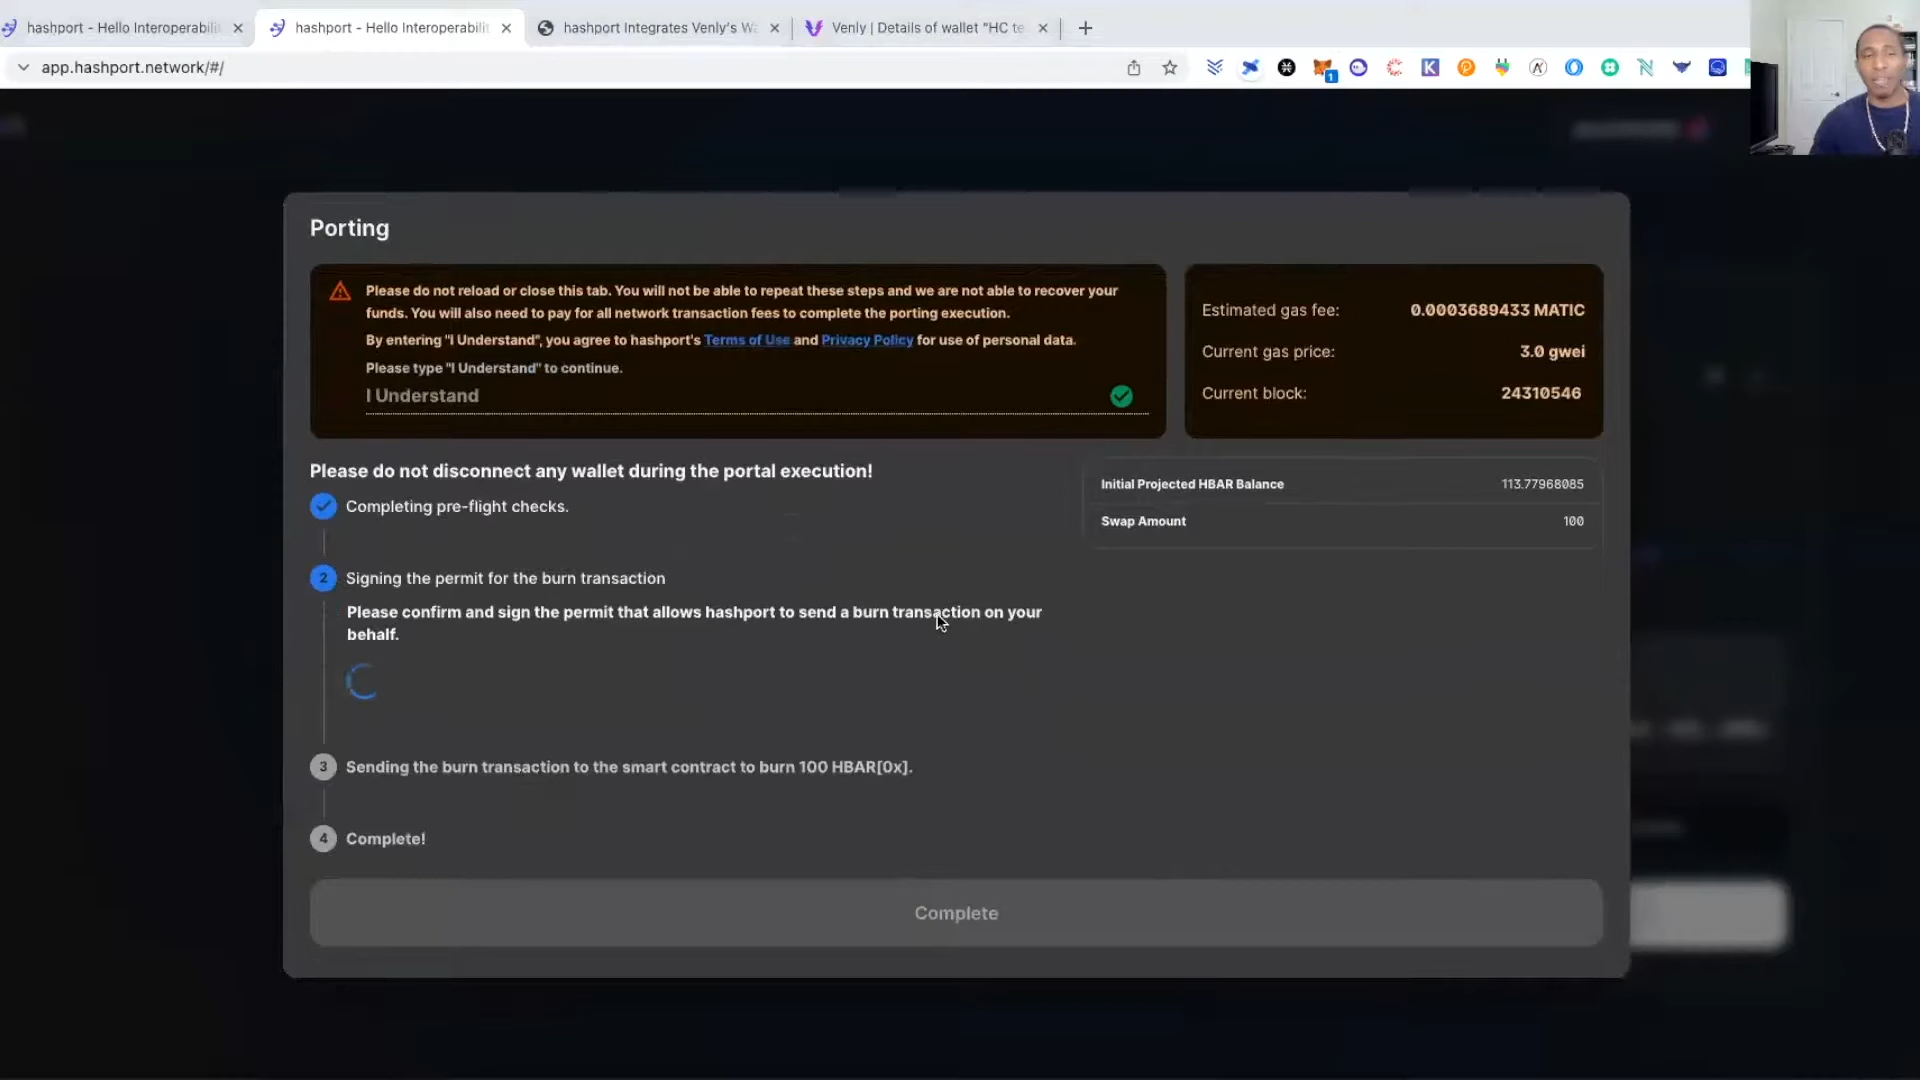 hashport - Hello Interoperabilit
hashport - Hello Interoperabilit
hashport Integrates Venly's Wa
Venly | Details of wallet "HC te
app.hashport.network/#/
1
Porting
Please do not reload or close this tab. You will not be able to repeat these steps and we are not able to recover your
funds. You will also need to pay for all network transaction fees to complete the porting execution.
By entering "I Understand", you agree to hashport's Terms of Use and Privacy Policy for use of personal data.
Please type "I Understand" to continue.
I Understand
Estimated gas fee: 0.0003689433 MATIC
Current gas price: 3.0 gwei
Current block: 24310546
Please do not disconnect any wallet during the portal execution!
Completing pre-flight checks.
Initial Projected HBAR Balance 113.77968085
Swap Amount 100
2 Signing the permit for the burn transaction
Please confirm and sign the permit that allows hashport to send a burn transaction on your
behalf.
3 Sending the burn transaction to the smart contract to burn 100 HBAR[0x].
4 Complete!
Complete